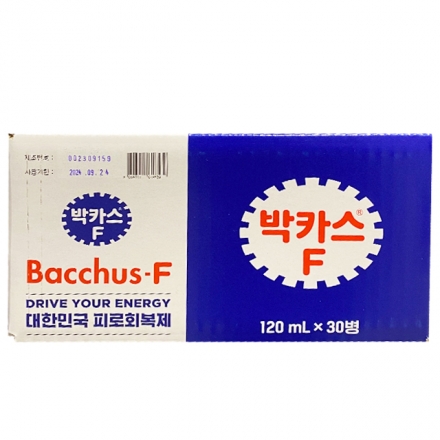 제조번호 : 002309159
사용기한 : 2024 .09. 24
박카스
F
Bacchus-F
DRIVE YOUR ENERGY
대한민국 피로회복제
박카스®
F
120 mL × 30병